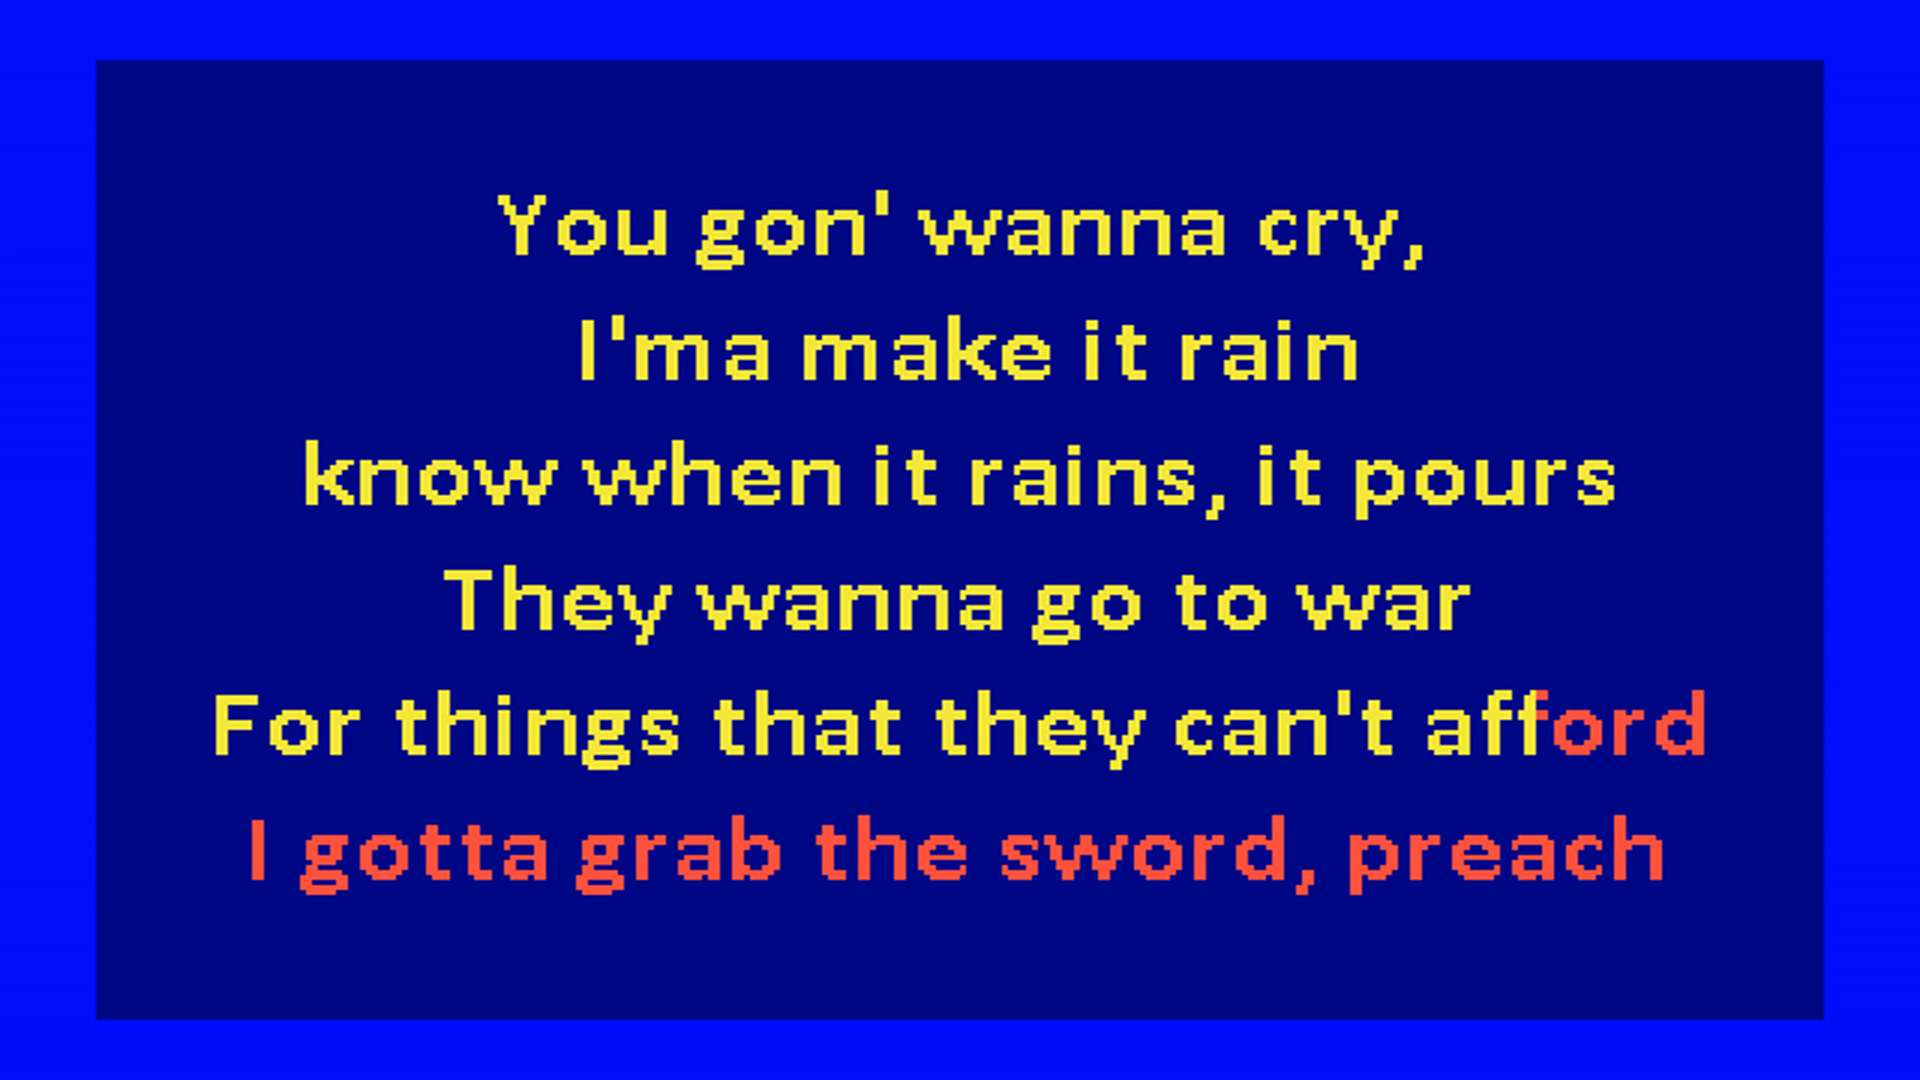 You gon' wanna cry,
I'ma make it rain
know when it rains, it pours
They wanna go to war
For things that they can't afford
I gotta grab the sword, preach